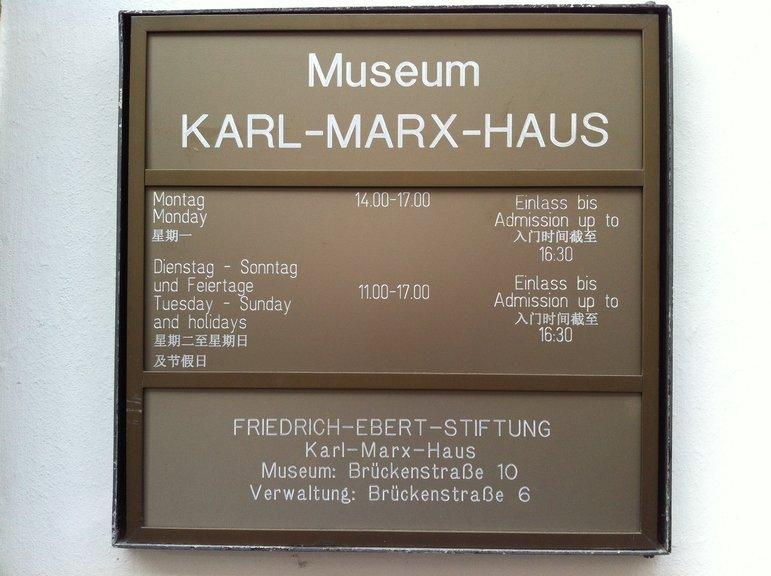 Museum
KARL-MARX-HAUS
Montag
Monday
星期一
14.00-17.00
Einlass bis
Admission up to
入门时间截至
16:30
Dienstag - Sonntag
und Feiertage
Tuesday - Sunday
and holidays
星期二至星期日
及节假日
11.00-17.00
Einlass bis
Admission up to
入门时间截至
16:30
FRIEDRICH-EBERT-STIFTUNG
Karl-Marx-Haus
Museum: Brückenstraße 10
Verwaltung: Brückenstraße 6